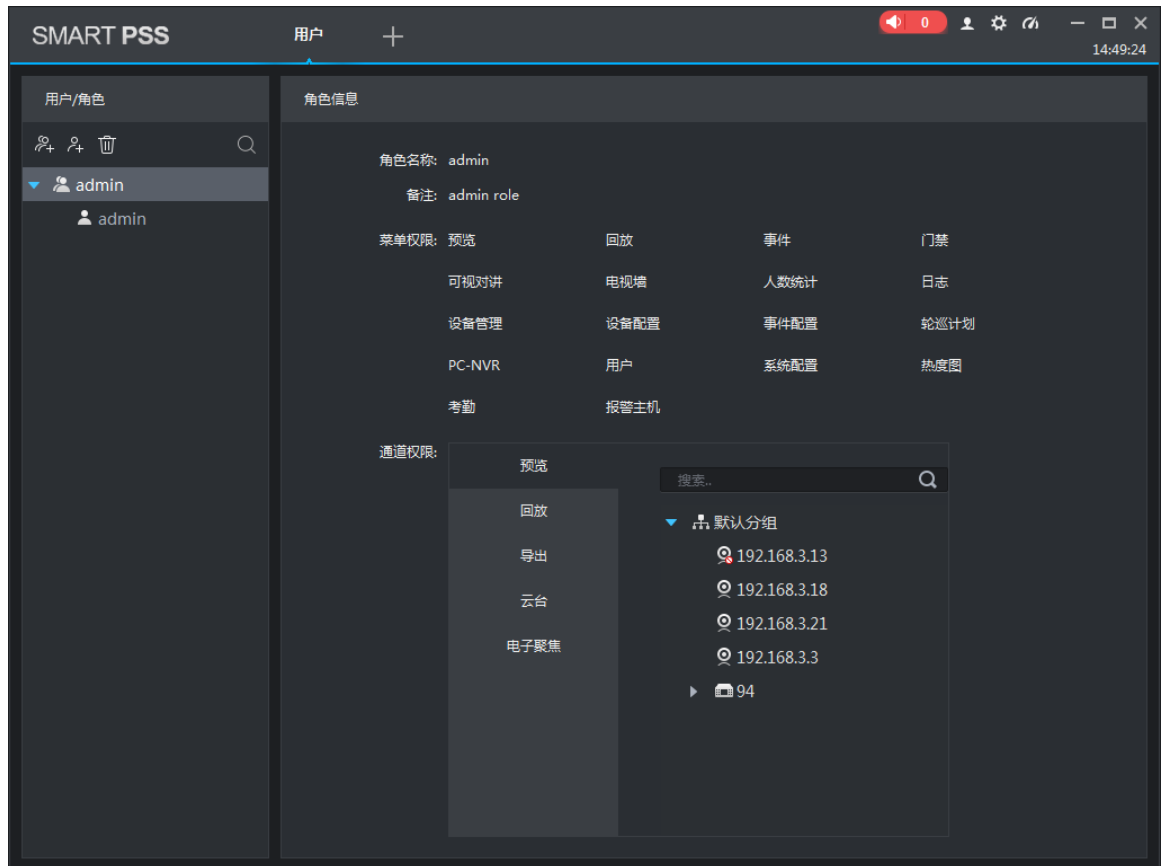 SMART PSS
用户
0
14:49:24
用户/角色
admin
admin
角色信息
角色名称: admin
备注: admin role
菜单权限: 预览 回放 事件 门禁
可视对讲 电视墙 人数统计 日志
设备管理 设备配置 事件配置 轮巡计划
PC-NVR 用户 系统配置 热度图
考勤 报警主机
通道权限:
预览
回放
导出
云台
电子聚焦
搜索..
默认分组
192.168.3.13
192.168.3.18
192.168.3.21
192.168.3.3
94